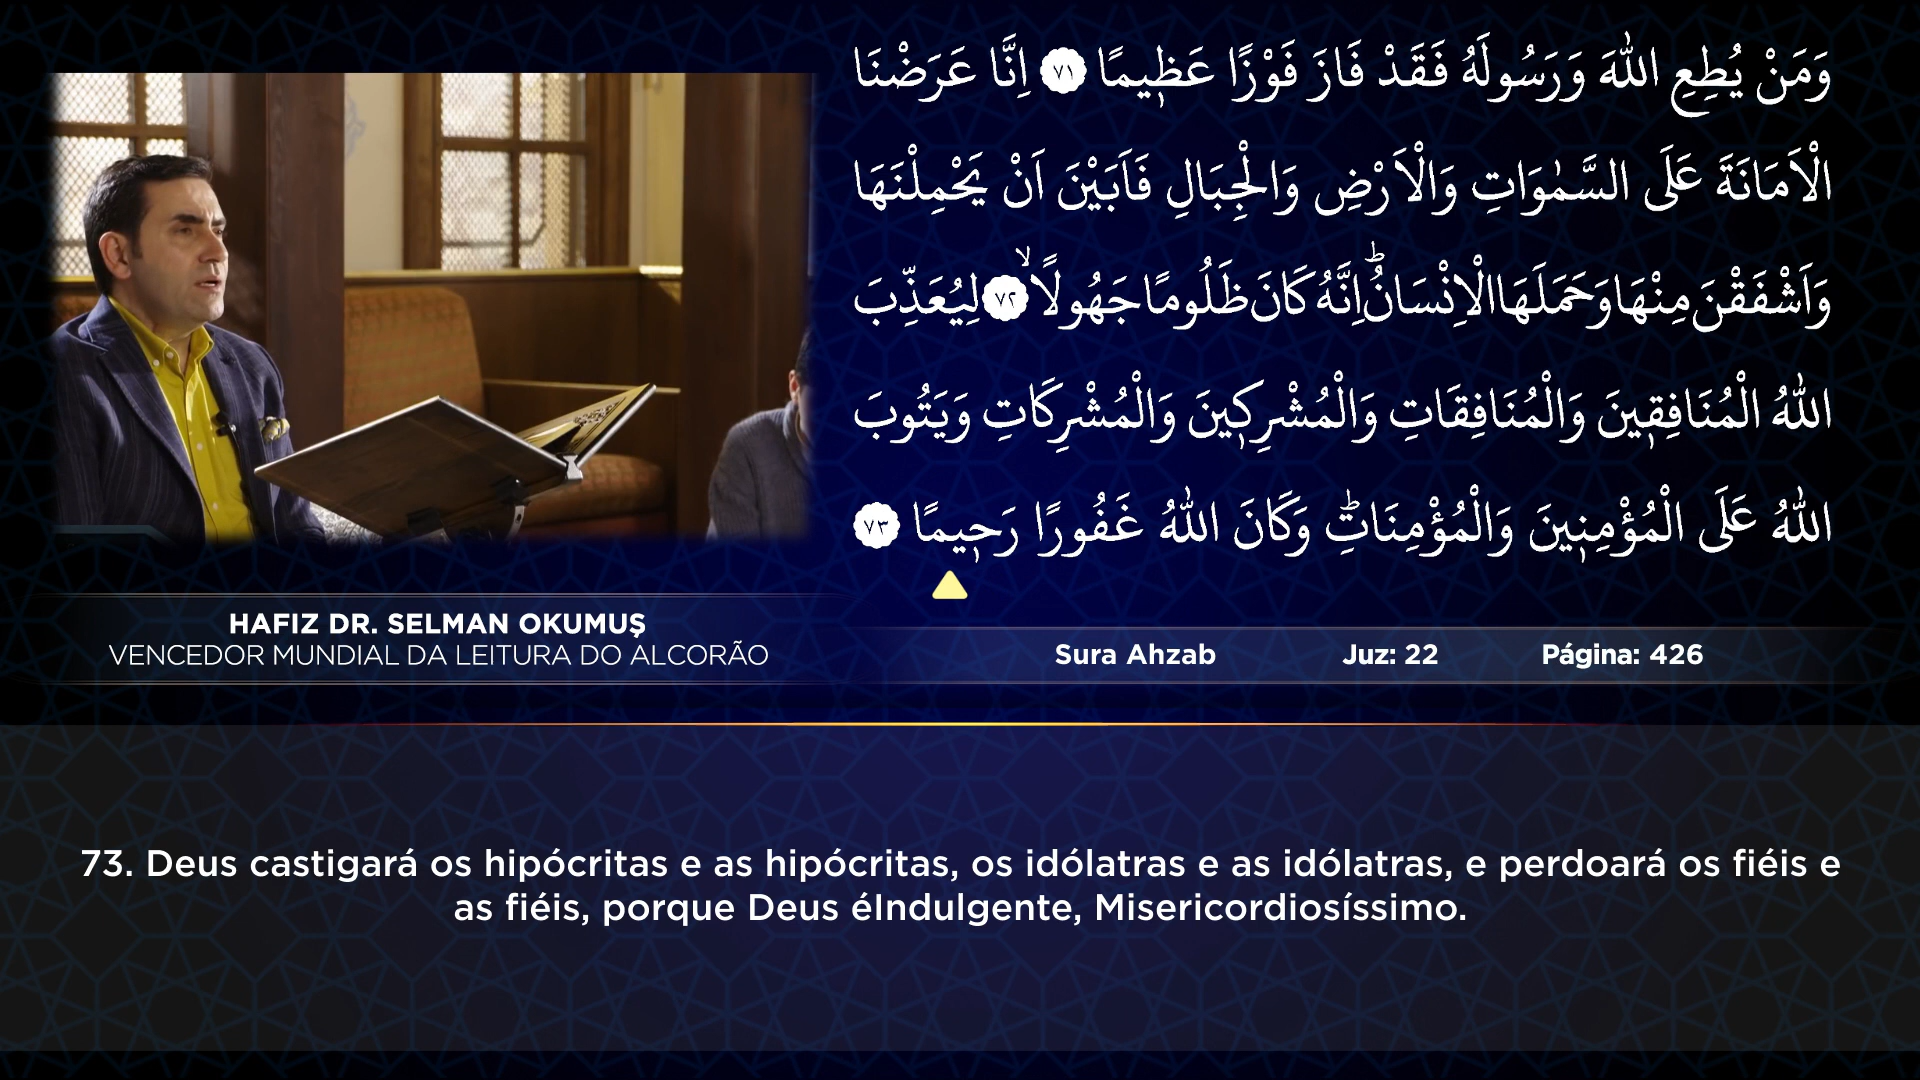 وَمَنْ يُطِعِ اللّٰهَ وَرَسُولَهُ فَقَدْ فَازَ فَوْزًا عَظ۪يمًا ﴿٧١﴾ اِنَّا عَرَضْنَا
الْاَمَانَةَ عَلَى السَّمٰوَاتِ وَالْاَرْضِ وَالْجِبَالِ فَاَبَيْنَ اَنْ يَحْمِلْنَهَا
وَاَشْفَقْنَ مِنْهَا وَحَمَلَهَا الْاِنْسَانُۜ اِنَّهُ كَانَ ظَلُومًا جَهُولًاۙ ﴿٧٢﴾ لِيُعَذِّبَ
اللّٰهُ الْمُنَافِق۪ينَ وَالْمُنَافِقَاتِ وَالْمُشْرِك۪ينَ وَالْمُشْرِكَاتِ وَيَتُوبَ
اللّٰهُ عَلَى الْمُؤْمِن۪ينَ وَالْمُؤْمِنَاتِۜ وَكَانَ اللّٰهُ غَفُورًا رَح۪يمًا ﴿٧٣﴾
HAFIZ DR. SELMAN OKUMUŞ
VENCEDOR MUNDIAL DA LEITURA DO ALCORÃO
Sura Ahzab Juz: 22 Página: 426
73. Deus castigará os hipócritas e as hipócritas, os idólatras e as idólatras, e perdoará os fiéis e
as fiéis, porque Deus éIndulgente, Misericordiosíssimo.